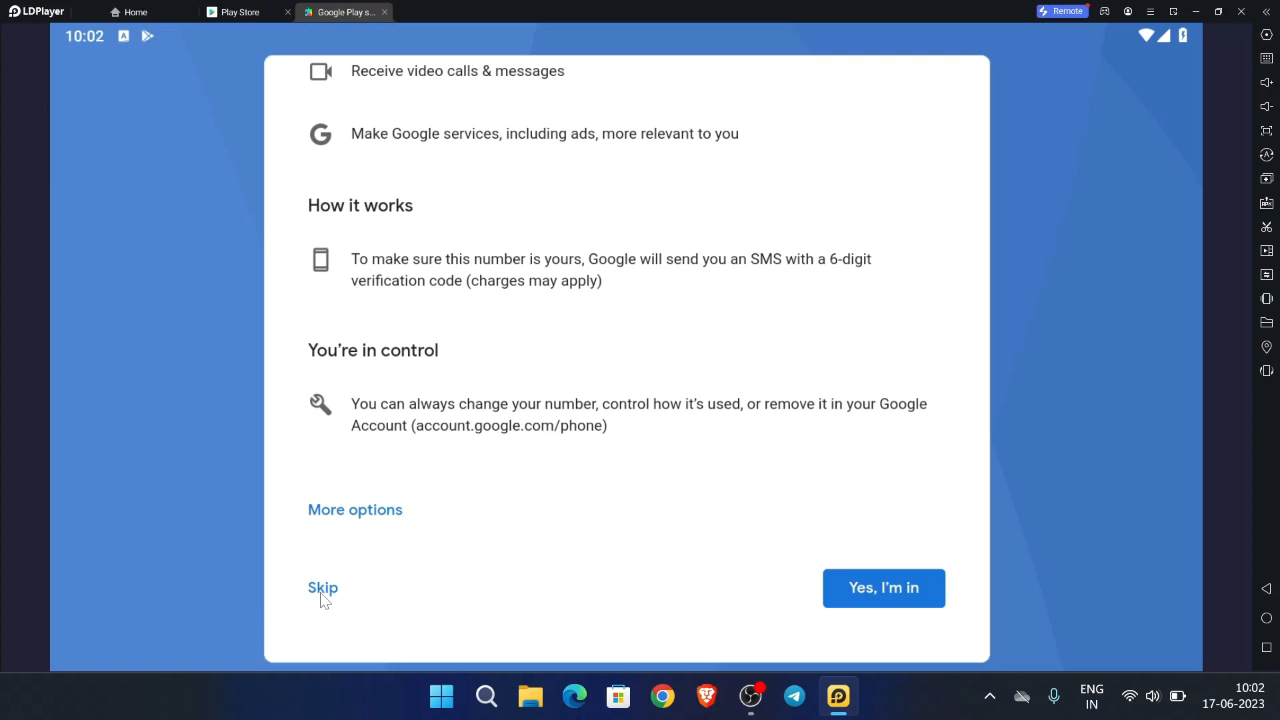 LDPlayer
Home
Play Store
Google Play s...
Remote
10:02
Receive video calls & messages
Make Google services, including ads, more relevant to you
How it works
To make sure this number is yours, Google will send you an SMS with a 6-digit
verification code (charges may apply)
You're in control
You can always change your number, control how it's used, or remove it in your Google
Account (account.google.com/phone)
More options
Skip
Yes, I'm in
ENG
IN
10:02
17-06-2023